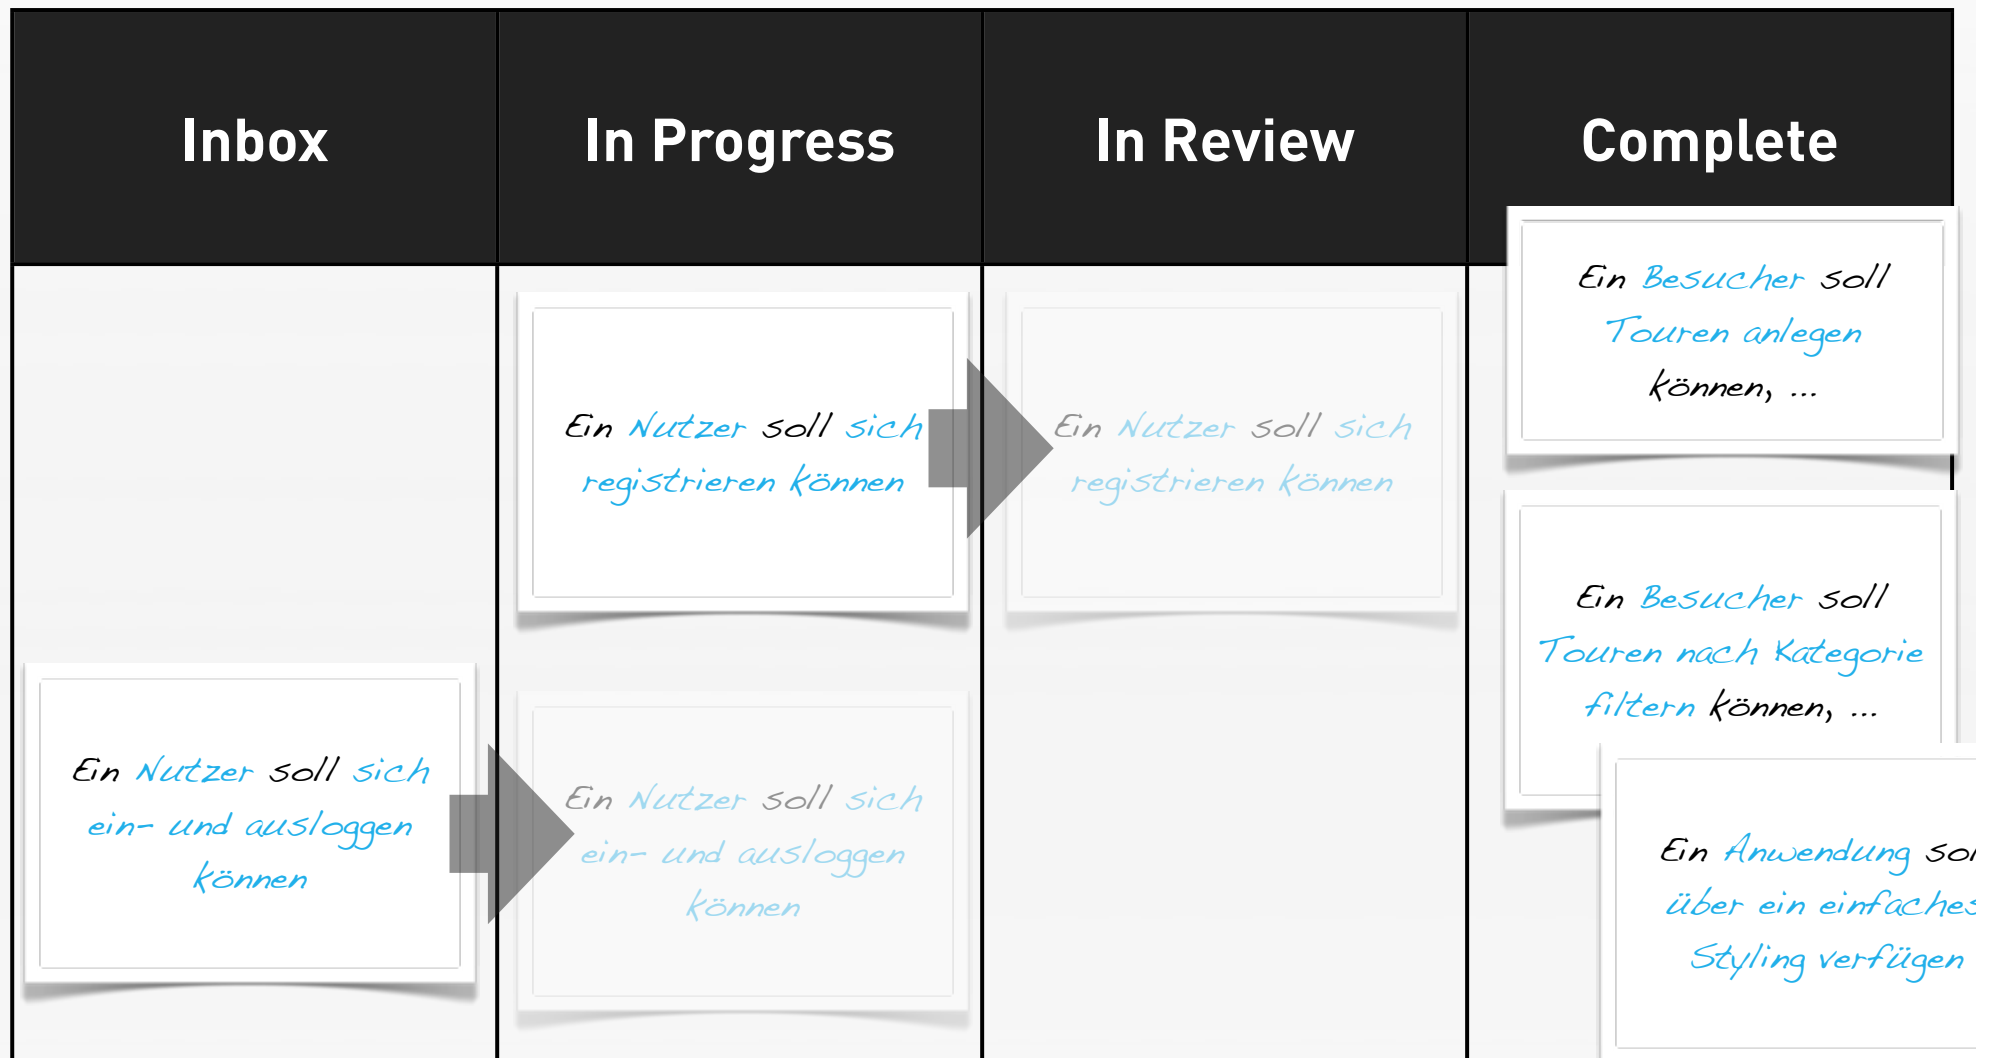 Inbox
In Progress
In Review
Complete
Ein Nutzer soll sich
ein- und ausloggen
können
Ein Nutzer soll sich
registrieren können
Ein Nutzer soll sich
ein- und ausloggen
können
Ein Nutzer soll sich
registrieren können
Ein Besucher soll
Touren anlegen
können, ...
Ein Besucher soll
Touren nach Kategorie
filtern können, ...
Ein Anwendung
über ein einfaches
Styling verfügen